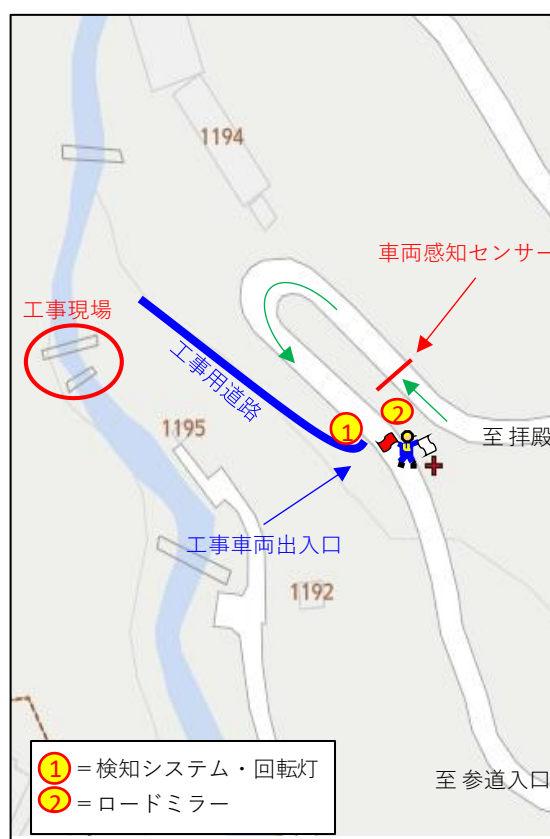 1194
車両感知センサー
工事現場
工事用道路
2
1
1195
至 拝殿
工事車両出入口
1192
1 = 検知システム・回転灯
2 = ロードミラー
至 参道入口